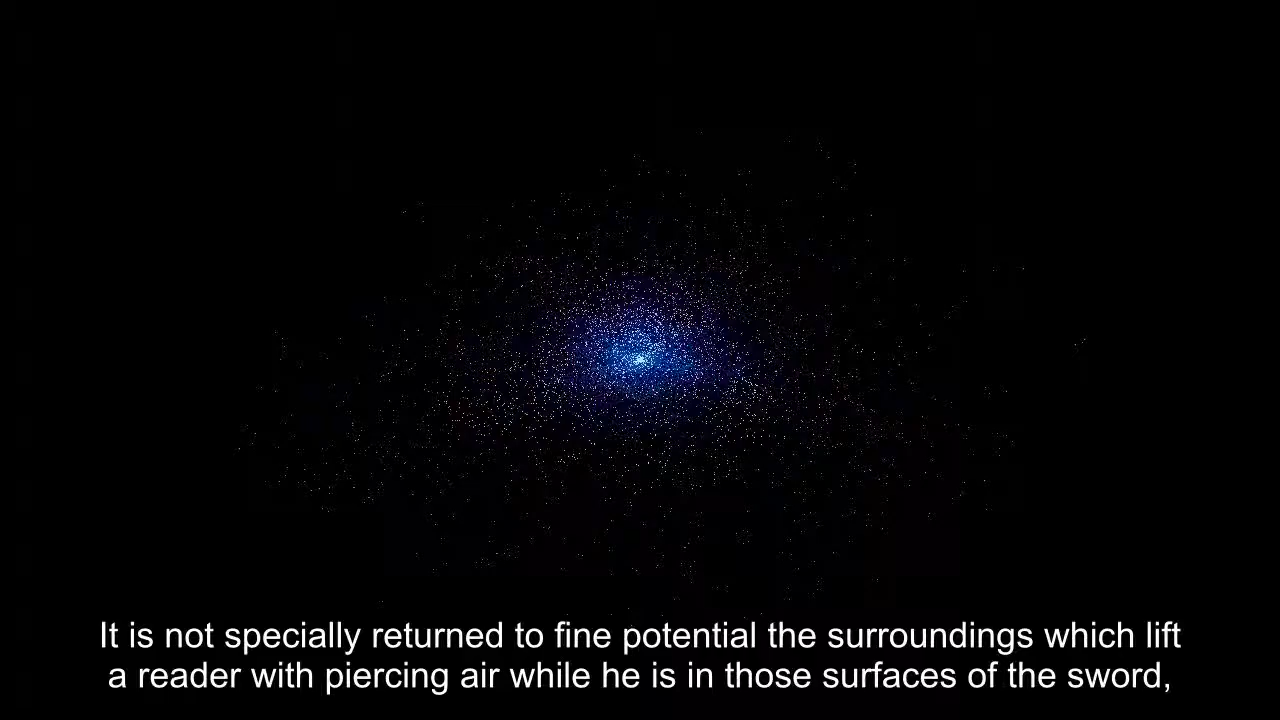 It is not specially returned to fine potential the surroundings which lift
a reader with piercing air while he is in those surfaces of the sword,